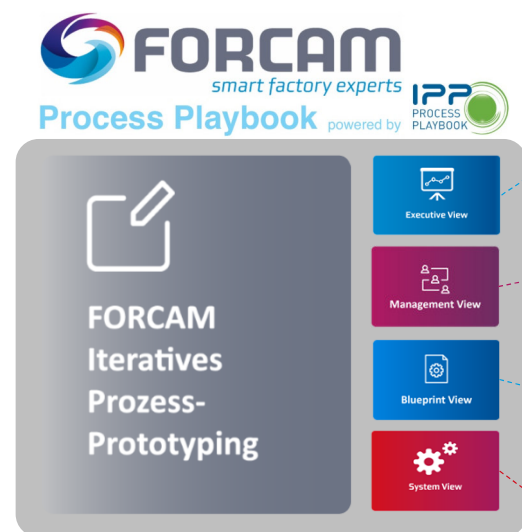 FORCAM
smart factory experts
Process Playbook powered by
IPP
PROCESS
PLAYBOOK
FORCAM
Iteratives
Prozess-
Prototyping
Executive View
Management View
Blueprint View
System View